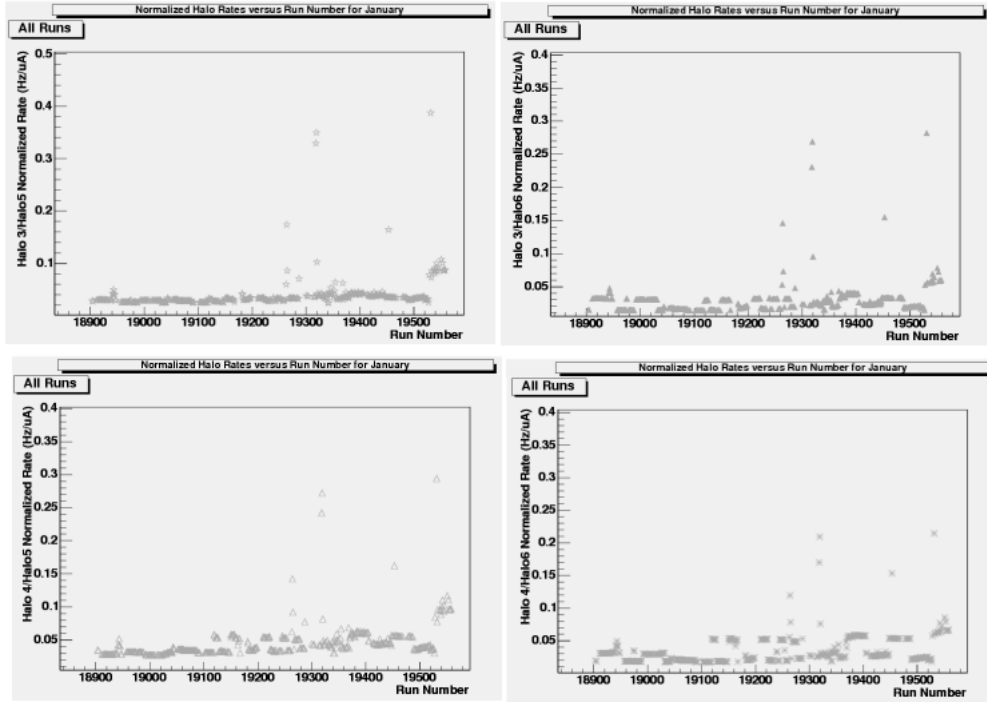 Normalized Halo Rates versus Run Number for January
All Runs
Halo 3/Halo5 Normalized Rate (Hz/uA)
0.5
0.4
0.3
0.2
0.1
18900 19000 19100 19200 19300 19400 19500
Run Number
Normalized Halo Rates versus Run Number for January
All Runs
Halo 3/Halo6 Normalized Rate (Hz/uA)
0.4
0.35
0.3
0.25
0.2
0.15
0.1
0.05
18900 19000 19100 19200 19300 19400 19500
Run Number
Normalized Halo Rates versus Run Number for January
All Runs
Halo 4/Halo5 Normalized Rate (Hz/uA)
0.4
0.35
0.3
0.25
0.2
0.15
0.1
0.05
18900 19000 19100 19200 19300 19400 19500
Run Number
Normalized Halo Rates versus Run Number for January
All Runs
Halo 4/Halo6 Normalized Rate (Hz/uA)
0.4
0.35
0.3
0.25
0.2
0.15
0.1
0.05
18900 19000 19100 19200 19300 19400 19500
Run Number